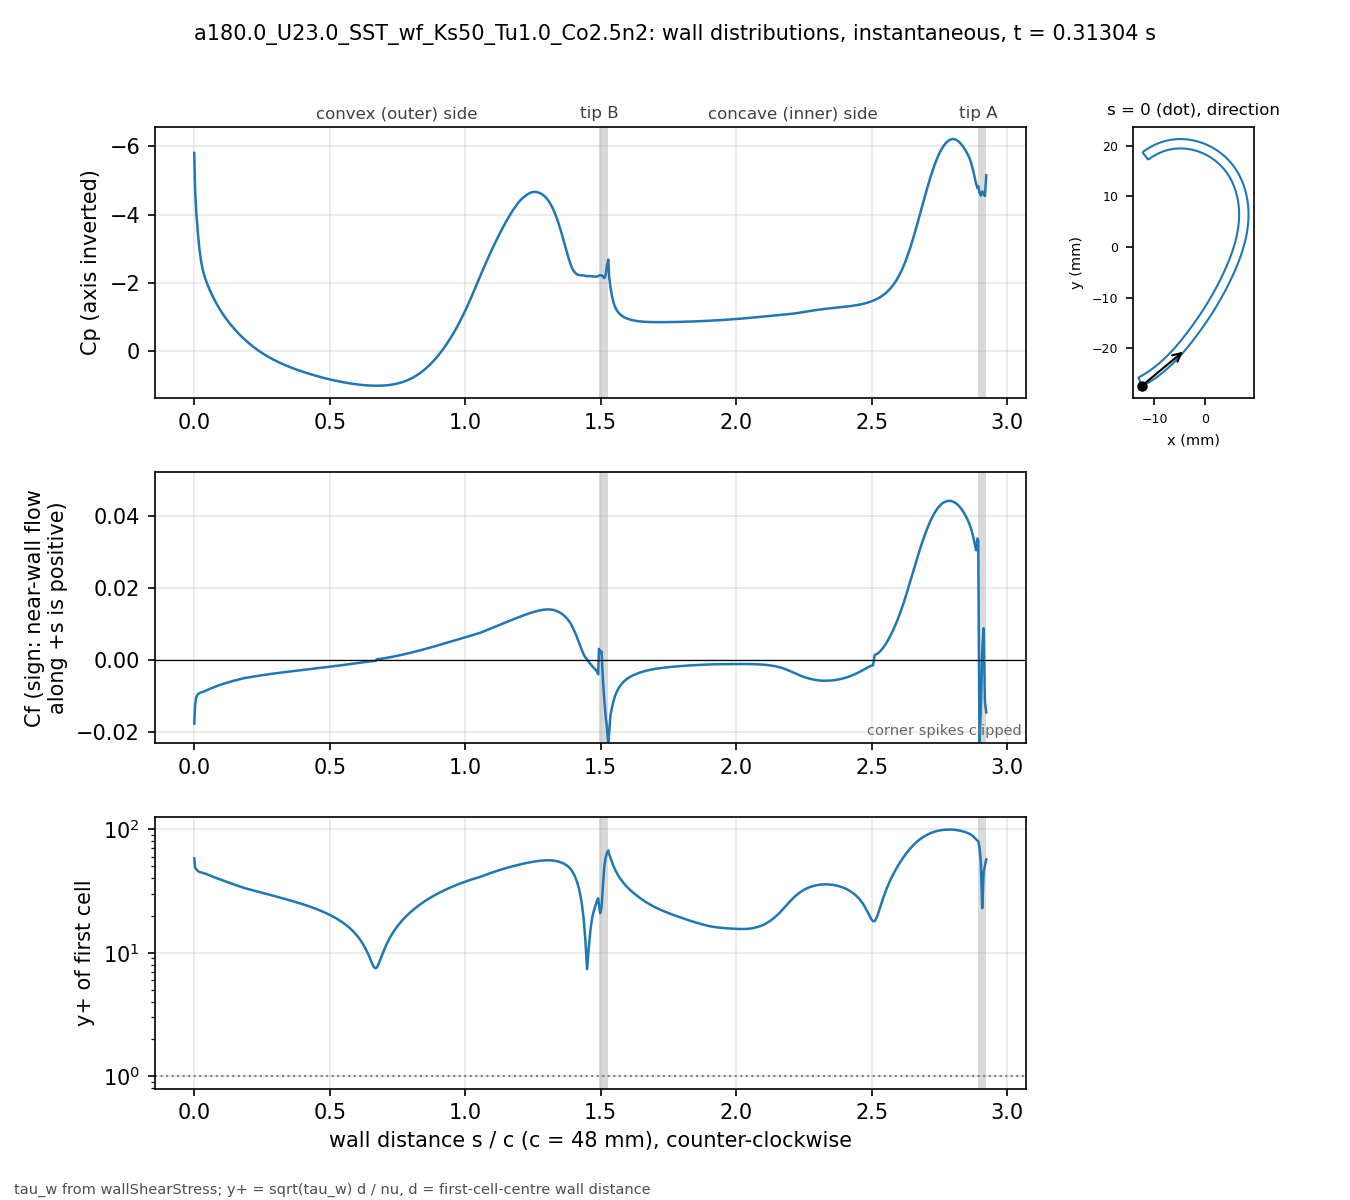 a180.0_U23.0_SST_wf_Ks50_Tu1.0_Co2.5n2: wall distributions, instantaneous, t = 0.31304 s
convex (outer) side
tip B
concave (inner) side
tip A
s = 0 (dot), direction
Cp (axis inverted)
−6
−4
−2
0
0.0
0.5
1.0
1.5
2.0
2.5
3.0
y (mm)
20
10
0
−10
−20
−10
0
x (mm)
Cf (sign: near-wall flow
along +s is positive)
0.04
0.02
0.00
−0.02
corner spikes clipped
0.0
0.5
1.0
1.5
2.0
2.5
3.0
y+ of first cell
10²
10¹
10⁰
0.0
0.5
1.0
1.5
2.0
2.5
3.0
wall distance s / c (c = 48 mm), counter-clockwise
tau_w from wallShearStress; y+ = sqrt(tau_w) d / nu, d = first-cell-centre wall distance